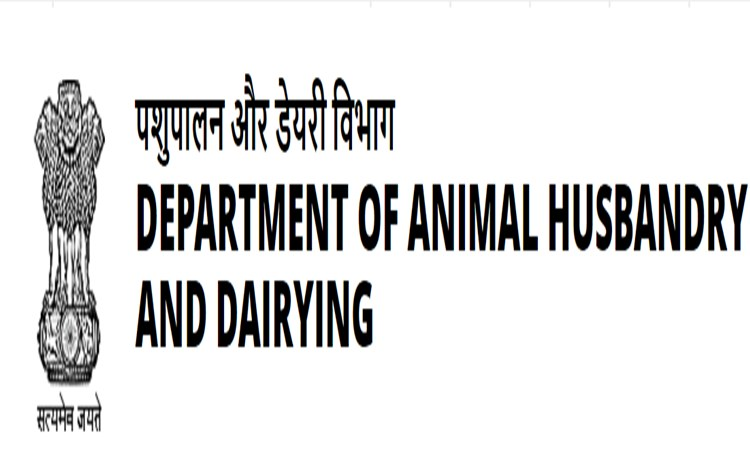 पशुपालन और डेयरी विभाग
DEPARTMENT OF ANIMAL HUSBANDRY
AND DAIRYING
सत्यमेव जयते